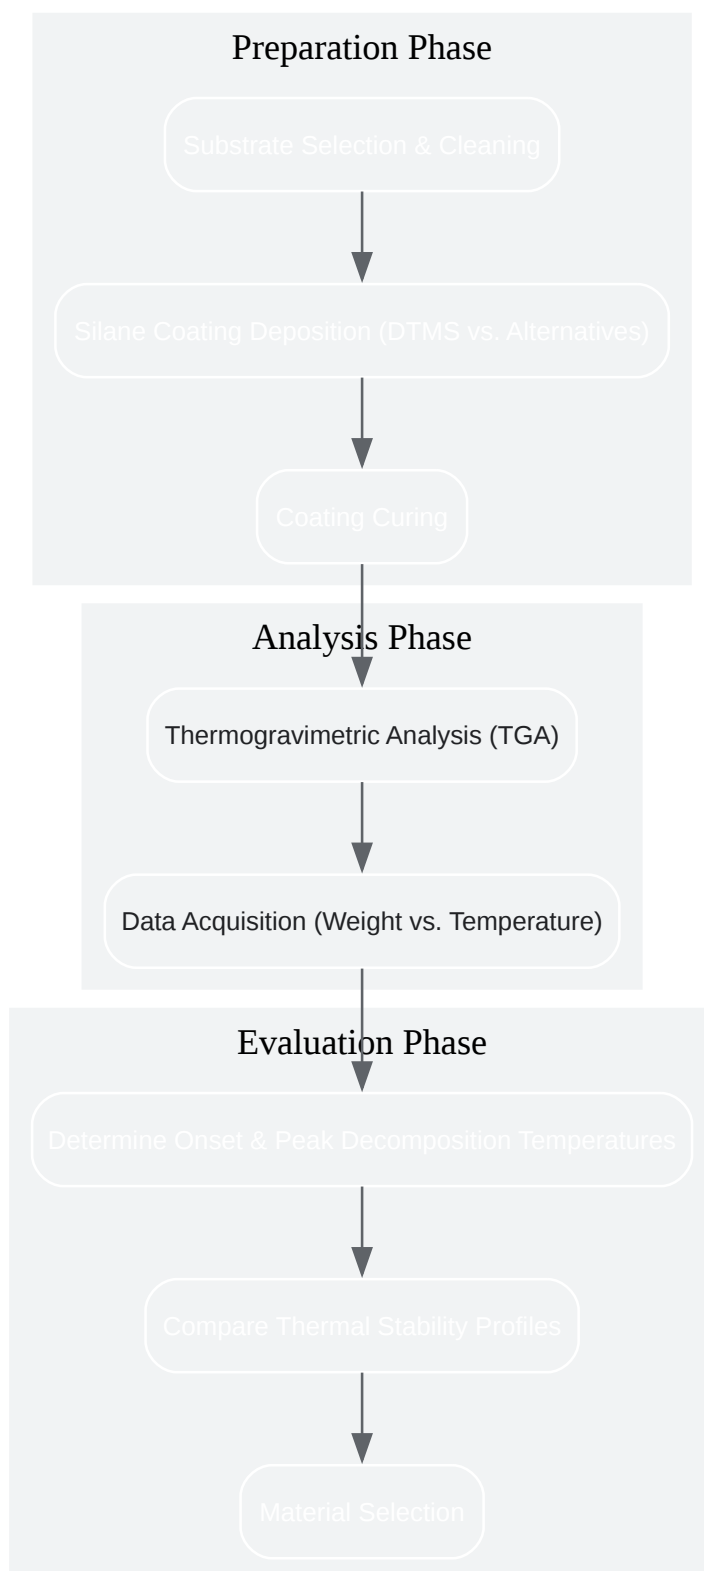 Preparation Phase
Substrate Selection & Cleaning
Silane Coating Deposition (DTMS vs. Alternatives)
Coating Curing
Analysis Phase
Thermogravimetric Analysis (TGA)
Data Acquisition (Weight vs. Temperature)
Evaluation Phase
Determine Onset & Peak Decomposition Temperatures
Compare Thermal Stability Profiles
Material Selection